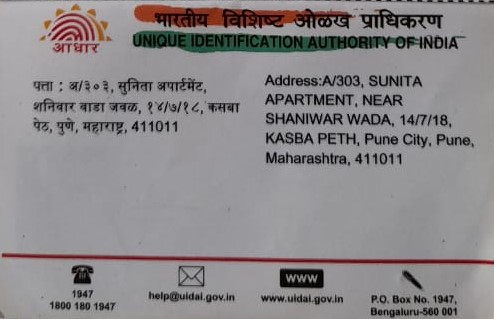 भारतीय विशिष्ट ओळख प्राधिकरण
UNIQUE IDENTIFICATION AUTHORITY OF INDIA
आधार
पत्ता : अ/३०३, सुनिता अपार्टमेंट,
शनिवार वाडा जवळ, १४/७/१८, कसबा
पेठ, पुणे, महाराष्ट्र, 411011
Address:A/303, SUNITA
APARTMENT, NEAR
SHANIWAR WADA, 14/7/18,
KASBA PETH, Pune City, Pune,
Maharashtra, 411011
1947
1800 180 1947
help@uidai.gov.in
www
www.uidai.gov.in
P.O. Box No. 1947,
Bengaluru-560 001